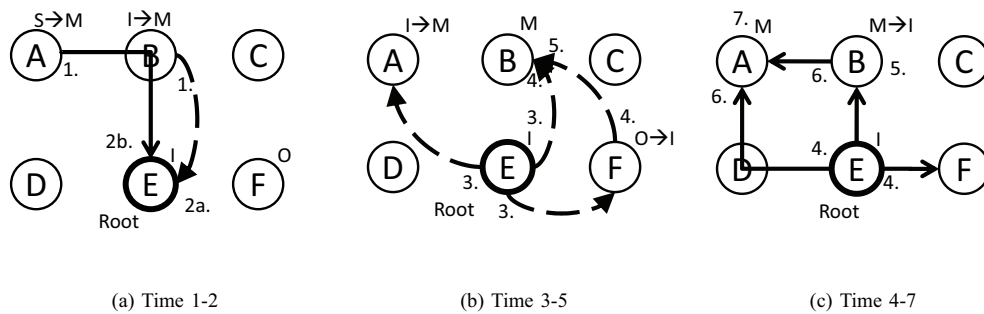 S→M I→M
A B C
1. 1.
2b. I O
D E F
Root 2a.
(a) Time 1-2
I→M M
A B C
5.
4.
3. 4.
I O→I
D E F
3.
Root 3.
(b) Time 3-5
7. M M→I
A B C
6. 6. 5.
I
D 4. E 4. F
Root
(c) Time 4-7